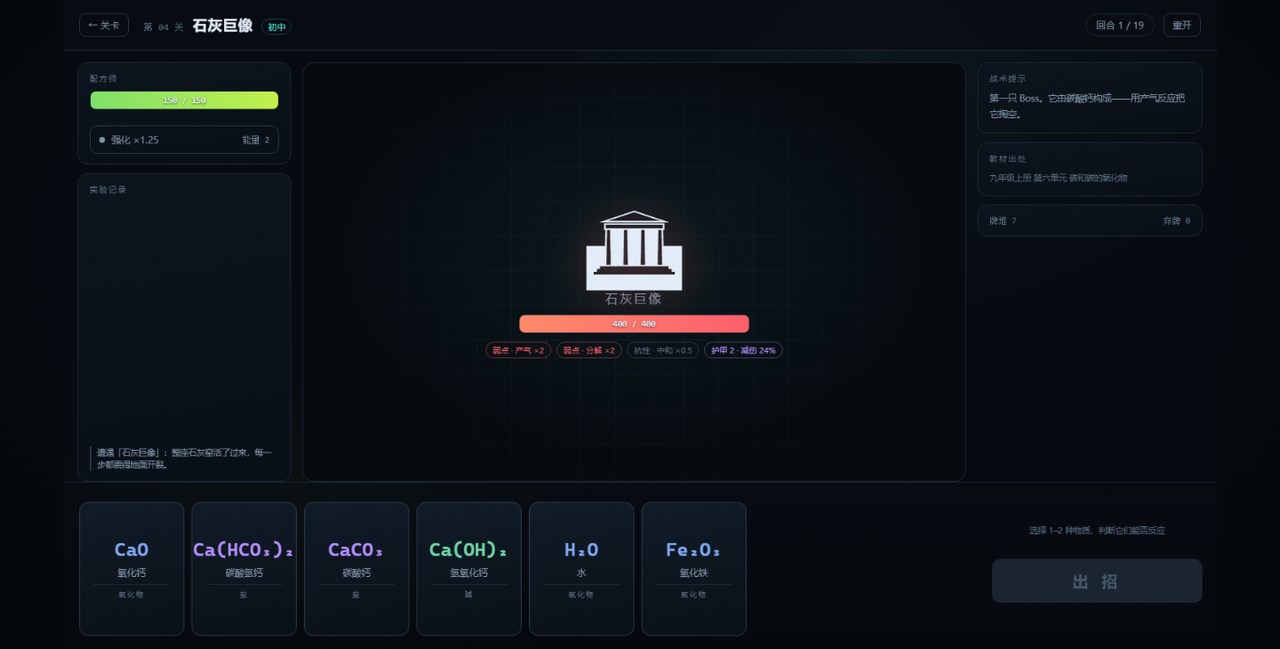 ← 关卡
第 04 关 石灰巨像 初中
回合 1 / 19
重开
配方师
150 / 150
强化 ×1.25
能量 2
实验记录
遭遇「石灰巨像」：整座石灰窑活了过来，每一
步都震得地面开裂。
石灰巨像
400 / 400
弱点 · 产气 ×2
弱点 · 分解 ×2
抗性 · 中和 ×0.5
护甲 2 · 减伤 24%
战术提示
第一只 Boss。它由碳酸钙构成——用产气反应把
它掏空。
教材出处
九年级上册 第六单元 碳和碳的氧化物
牌堆 7
弃牌 0
CaO
氧化钙
氧化物
Ca(HCO₃)₂
碳酸氢钙
盐
CaCO₃
碳酸钙
盐
Ca(OH)₂
氢氧化钙
碱
H₂O
水
氧化物
Fe₂O₃
氧化铁
氧化物
选择 1–2 种物质，判断它们能否反应
出 招